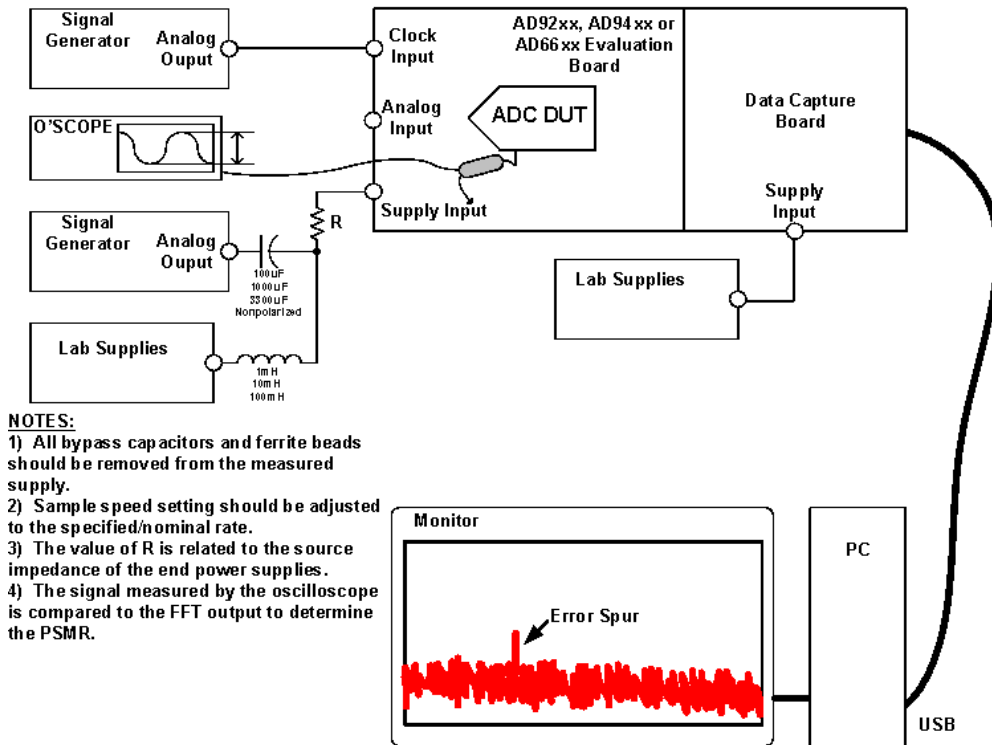 Signal
Generator
Analog
Ouput
Clock
Input
AD92xx, AD94xx or
AD66xx Evaluation
Board
Analog
Input
ADC DUT
Data Capture
Board
O'SCOPE
Supply Input
Supply
Input
R
Signal
Generator
Analog
Ouput
100uF
1000uF
3300uF
Nonpolarized
Lab Supplies
Lab Supplies
1mH
10mH
100mH
NOTES:
1) All bypass capacitors and ferrite beads
should be removed from the measured
supply.
2) Sample speed setting should be adjusted
to the specified/nominal rate.
3) The value of R is related to the source
impedance of the end power supplies.
4) The signal measured by the oscilloscope
is compared to the FFT output to determine
the PSMR.
Monitor
Error Spur
PC
USB